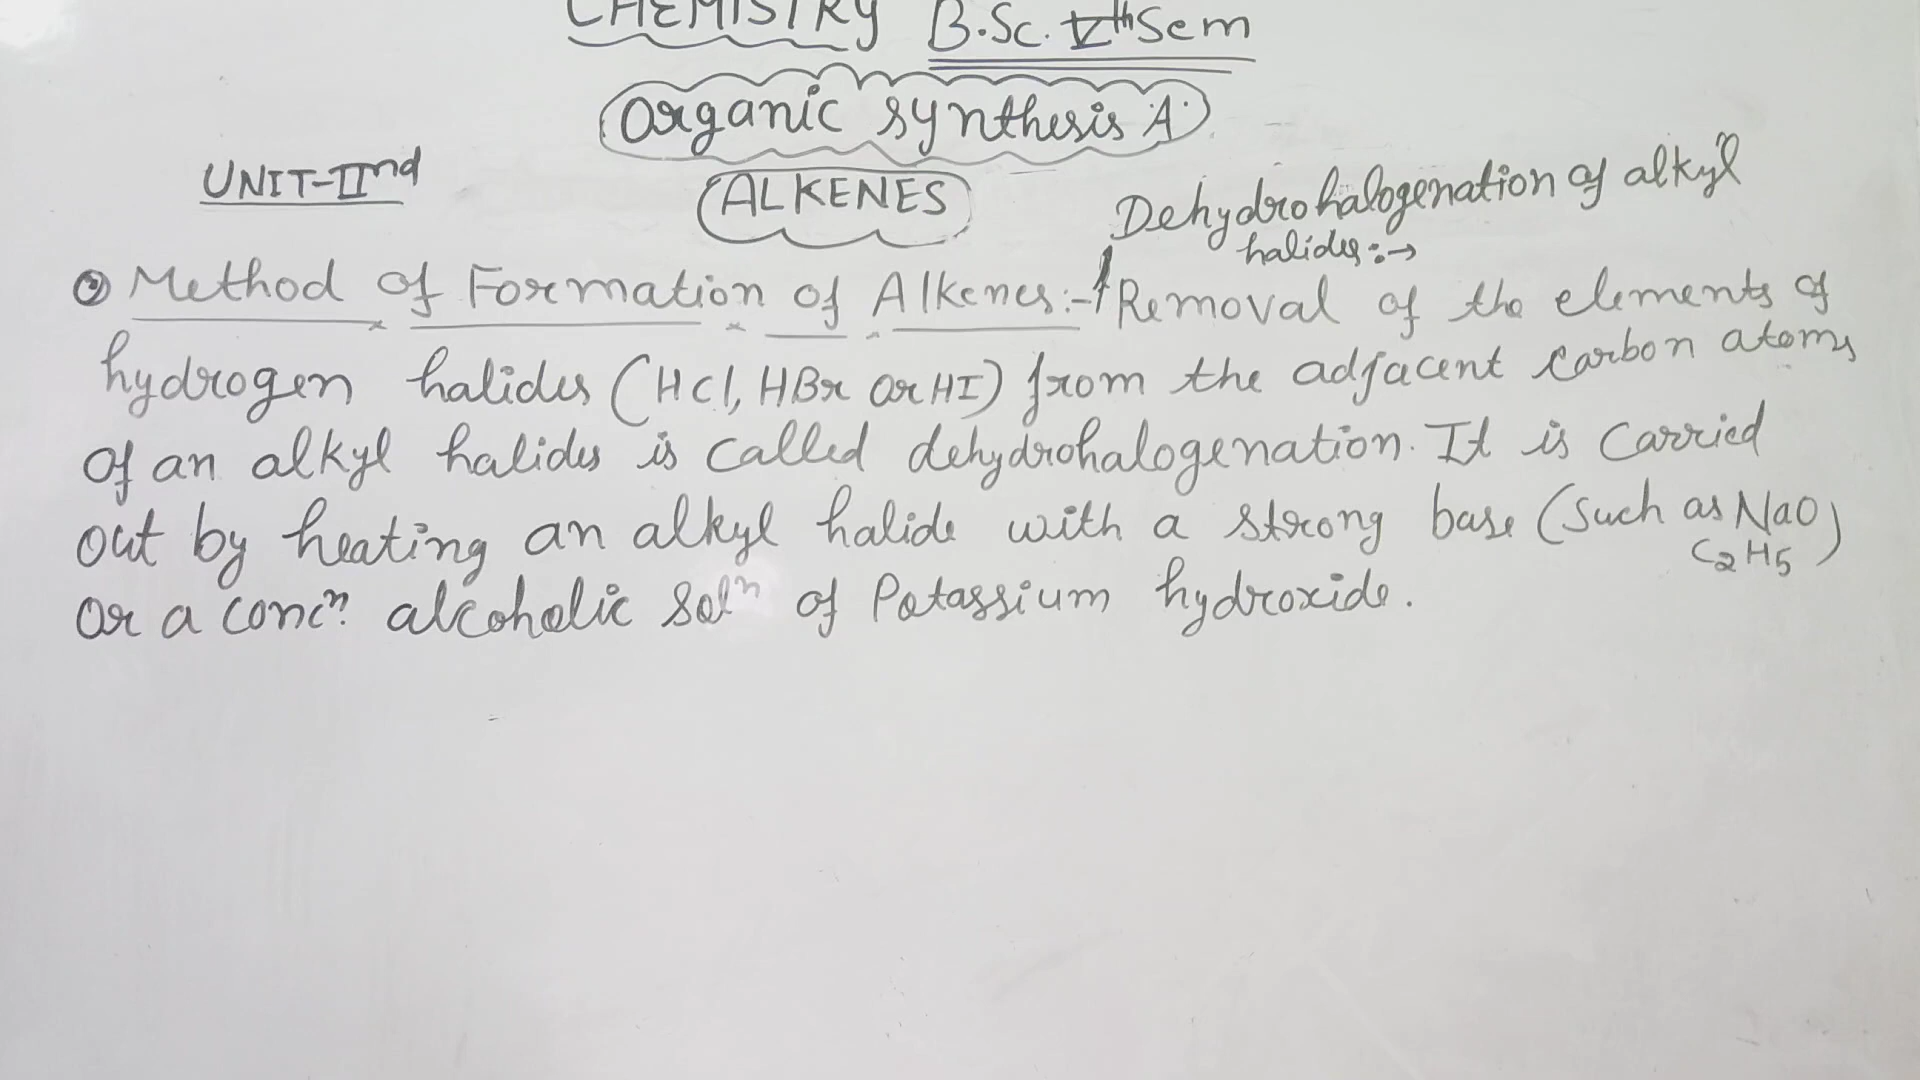 CHEMISTRY B.Sc. Vth Sem
Organic synthesis A
UNIT-IInd
ALKENES
Dehydrohalogenation of alkyl
halides:→
Method of Formation of Alkenes:- Removal of the elements of
hydrogen halides (HCl, HBr or HI) from the adjacent carbon atoms
of an alkyl halides is called dehydrohalogenation. It is carried
out by heating an alkyl halide with a strong base (such as NaO
C2H5)
or a concn. alcoholic soln of Potassium hydroxide.